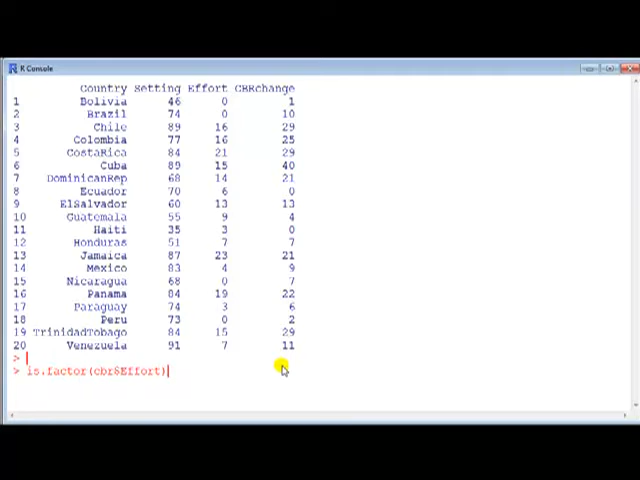 R Console
Country Setting Effort CBRchange
1 Bolivia 46 0 1
2 Brazil 74 0 10
3 Chile 89 16 29
4 Colombia 77 16 25
5 CostaRica 84 21 29
6 Cuba 89 15 40
7 DominicanRep 68 14 21
8 Ecuador 70 6 0
9 ElSalvador 60 13 13
10 Guatemala 55 9 4
11 Haiti 35 3 0
12 Honduras 51 7 7
13 Jamaica 87 23 21
14 Mexico 83 4 9
15 Nicaragua 68 0 7
16 Panama 84 19 22
17 Paraguay 74 3 6
18 Peru 73 0 2
19 TrinidadTobago 84 15 29
20 Venezuela 91 7 11
>
> is.factor(cbr$Effort)